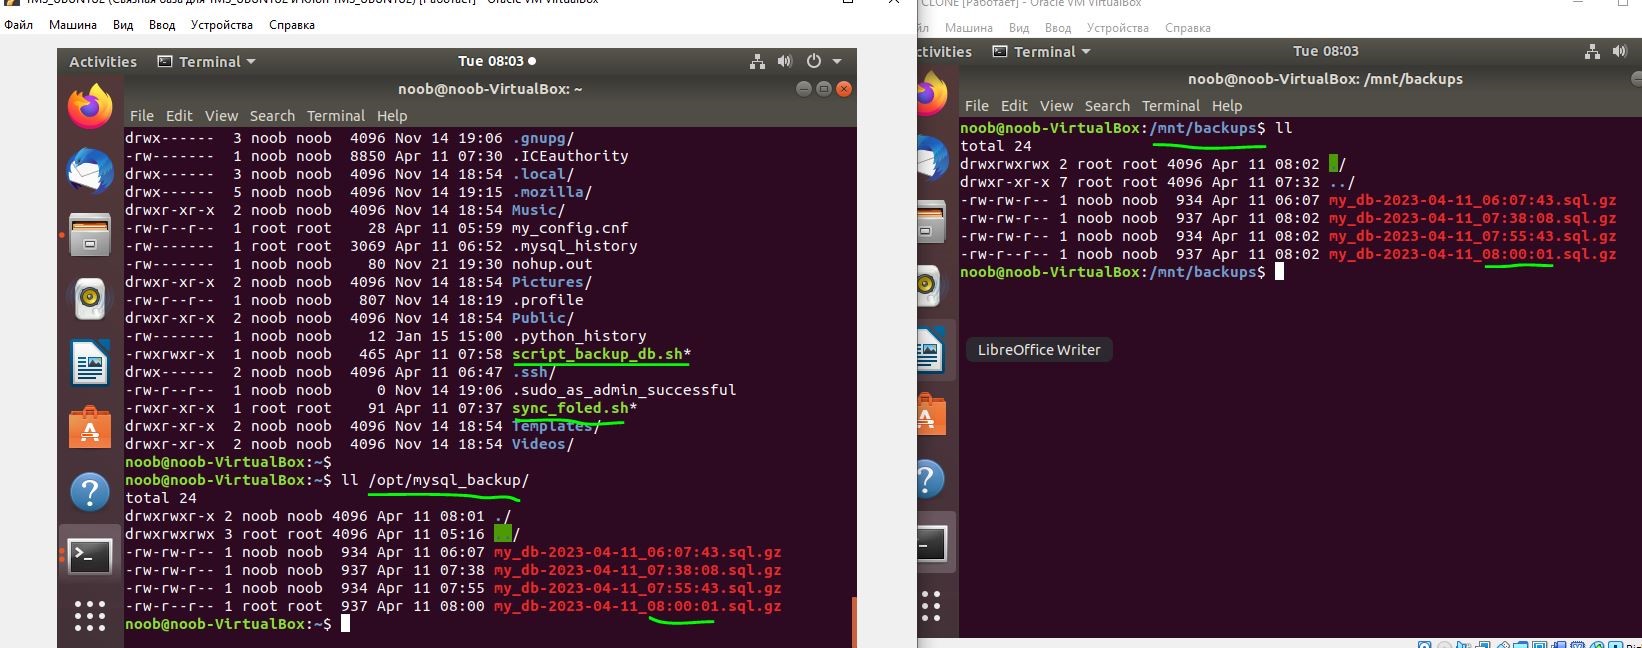 Файл Машина Вид Ввод Устройства Справка
Activities Terminal Tue 08:03
noob@noob-VirtualBox: ~
File Edit View Search Terminal Help
drwx------ 3 noob noob 4096 Nov 14 19:06 .gnupg/
-rw------- 1 noob noob 8850 Apr 11 07:30 .ICEauthority
drwx------ 3 noob noob 4096 Nov 14 18:54 .local/
drwx------ 5 noob noob 4096 Nov 14 19:15 .mozilla/
drwxr-xr-x 2 noob noob 4096 Nov 14 18:54 Music/
-rw-r--r-- 1 root root 28 Apr 11 05:59 my_config.cnf
-rw------- 1 root root 3069 Apr 11 06:52 .mysql_history
-rw------- 1 noob noob 80 Nov 21 19:30 nohup.out
drwxr-xr-x 2 noob noob 4096 Nov 14 18:54 Pictures/
-rw-r--r-- 1 noob noob 807 Nov 14 18:19 .profile
drwxr-xr-x 2 noob noob 4096 Nov 14 18:54 Public/
-rw------- 1 noob noob 12 Jan 15 15:00 .python_history
-rwxrwxr-x 1 noob noob 465 Apr 11 07:58 script_backup_db.sh*
drwx------ 2 noob noob 4096 Apr 11 06:47 .ssh/
-rw-r--r-- 1 noob noob 0 Nov 14 19:06 .sudo_as_admin_successful
-rwxr-xr-x 1 root root 91 Apr 11 07:37 sync_foled.sh*
drwxr-xr-x 2 noob noob 4096 Nov 14 18:54 Templates/
drwxr-xr-x 2 noob noob 4096 Nov 14 18:54 Videos/
noob@noob-VirtualBox:~$
noob@noob-VirtualBox:~$ ll /opt/mysql_backup/
total 24
drwxrwxr-x 2 noob noob 4096 Apr 11 08:01 ./
drwxrwxrwx 3 root root 4096 Apr 11 05:16 ../
-rw-rw-r-- 1 noob noob 934 Apr 11 06:07 my_db-2023-04-11_06:07:43.sql.gz
-rw-rw-r-- 1 noob noob 937 Apr 11 07:38 my_db-2023-04-11_07:38:08.sql.gz
-rw-rw-r-- 1 noob noob 934 Apr 11 07:55 my_db-2023-04-11_07:55:43.sql.gz
-rw-r--r-- 1 root root 937 Apr 11 08:00 my_db-2023-04-11_08:00:01.sql.gz
noob@noob-VirtualBox:~$
CLONE [Работает] - Oracle VM VirtualBox
йл Машина Вид Ввод Устройства Справка
ctivities Terminal Tue 08:03
noob@noob-VirtualBox: /mnt/backups
File Edit View Search Terminal Help
noob@noob-VirtualBox:/mnt/backups$ ll
total 24
drwxrwxrwx 2 root root 4096 Apr 11 08:02 ./
drwxr-xr-x 7 root root 4096 Apr 11 07:32 ../
-rw-rw-r-- 1 noob noob 934 Apr 11 06:07 my_db-2023-04-11_06:07:43.sql.gz
-rw-rw-r-- 1 noob noob 937 Apr 11 08:02 my_db-2023-04-11_07:38:08.sql.gz
-rw-rw-r-- 1 noob noob 934 Apr 11 08:02 my_db-2023-04-11_07:55:43.sql.gz
-rw-r--r-- 1 noob noob 937 Apr 11 08:02 my_db-2023-04-11_08:00:01.sql.gz
noob@noob-VirtualBox:/mnt/backups$
LibreOffice Writer